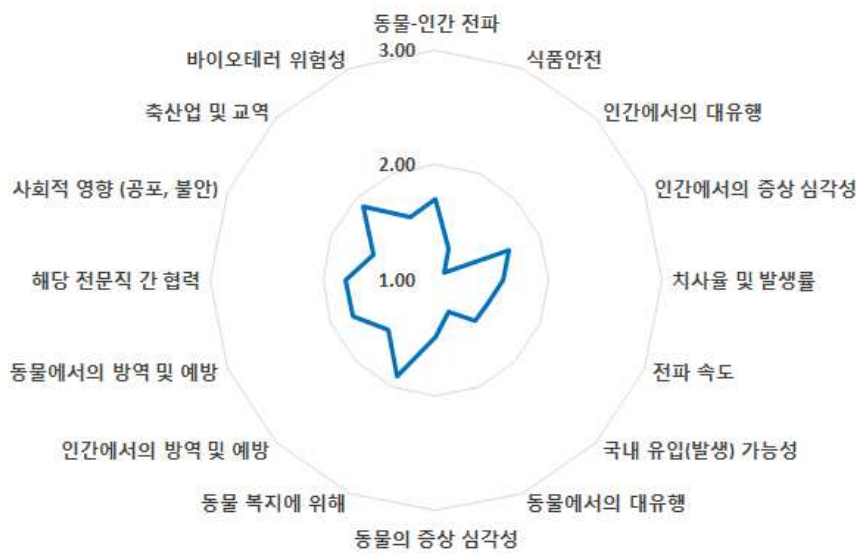 동물-인간 전파
3.00
바이오테러 위험성
식품안전
축산업 및 교역
인간에서의 대유행
2.00
사회적 영향 (공포, 불안)
인간에서의 증상 심각성
해당 전문직 간 협력
1.00
치사율 및 발생률
동물에서의 방역 및 예방
전파 속도
인간에서의 방역 및 예방
국내 유입(발생) 가능성
동물 복지에 위해
동물에서의 대유행
동물의 증상 심각성